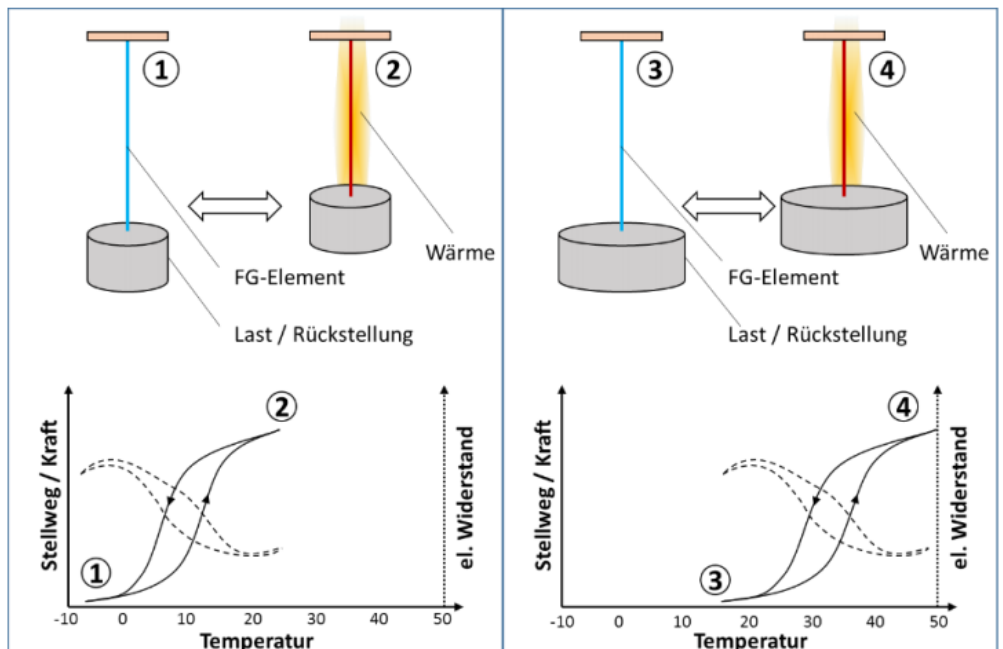 1
2
Wärme
FG-Element
Last / Rückstellung
Stellweg / Kraft
el. Widerstand
1
2
-10 0 10 20 30 40 50
Temperatur
3
4
Wärme
FG-Element
Last / Rückstellung
Stellweg / Kraft
el. Widerstand
3
4
-10 0 10 20 30 40 50
Temperatur